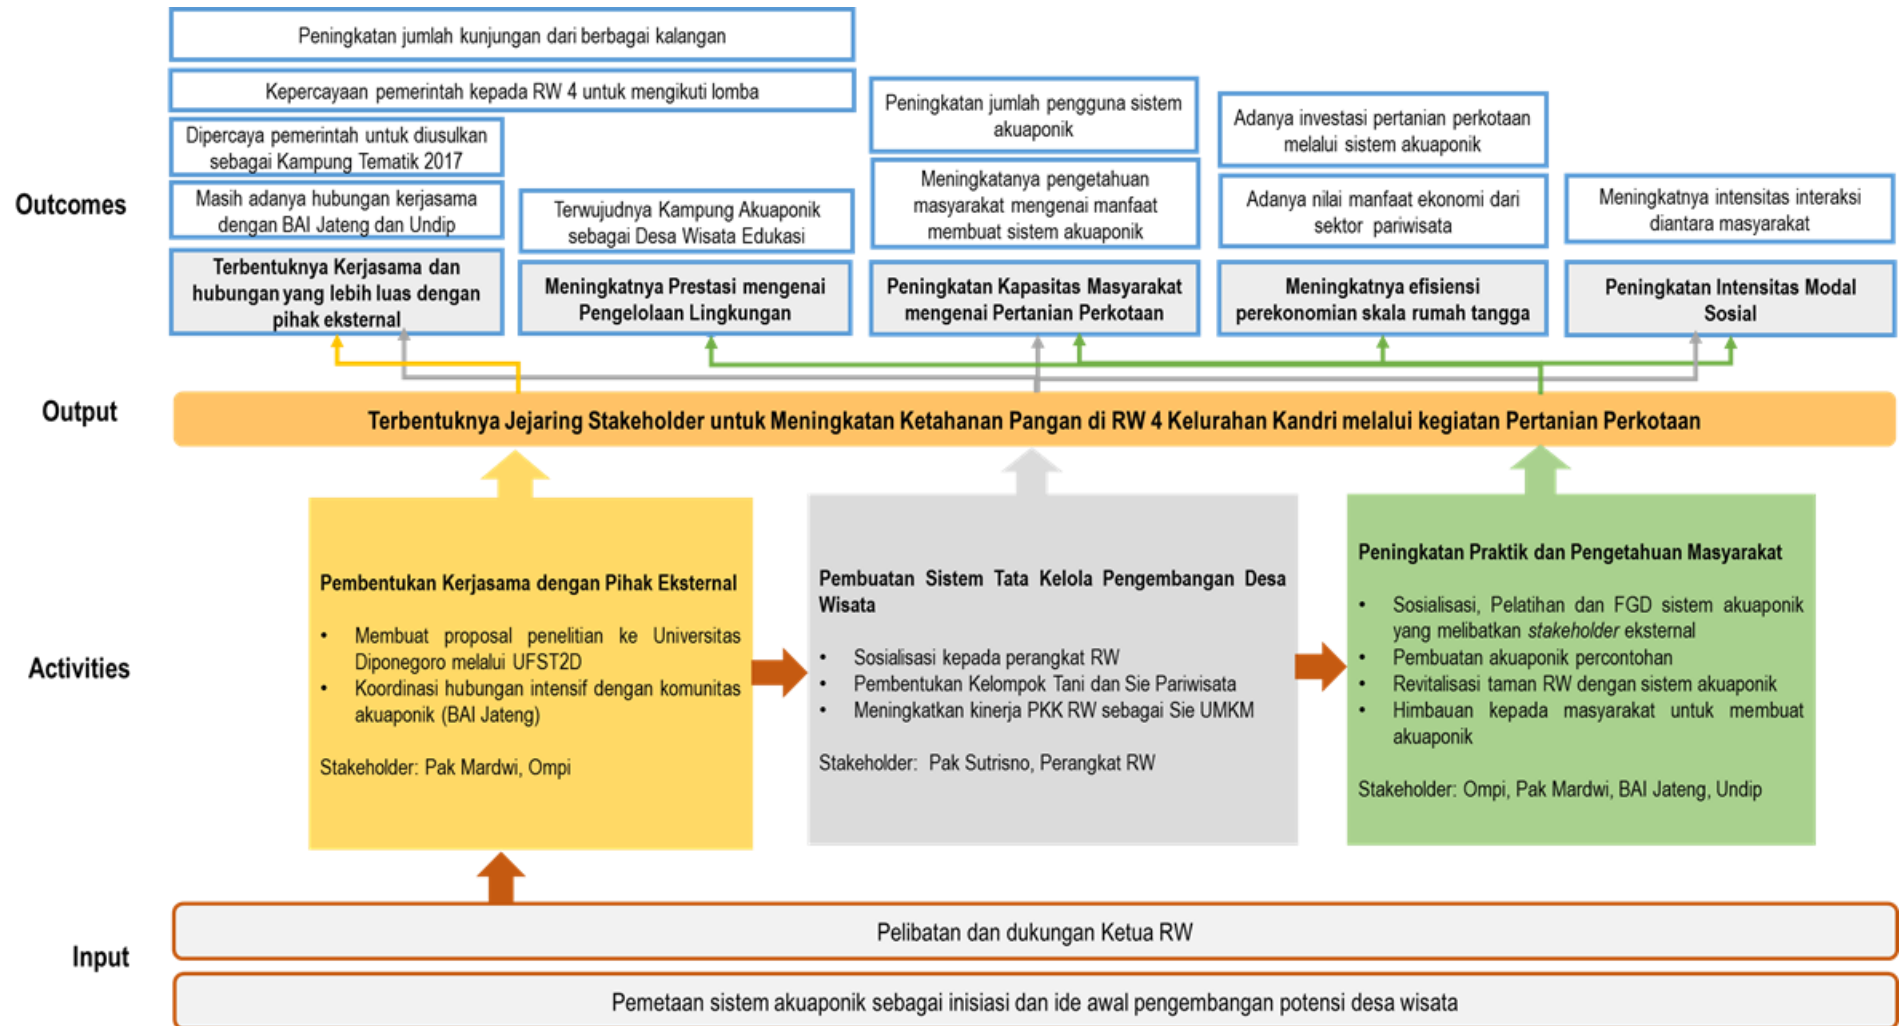 Peningkatan jumlah kunjungan dari berbagai kalangan
Kepercayaan pemerintah kepada RW 4 untuk mengikuti lomba
Dipercaya pemerintah untuk diusulkan
sebagai Kampung Tematik 2017
Masih adanya hubungan kerjasama
dengan BAI Jateng dan Undip
Terwujudnya Kampung Akuaponik
sebagai Desa Wisata Edukasi
Peningkatan jumlah pengguna sistem
akuaponik
Meningkatanya pengetahuan
masyarakat mengenai manfaat
membuat sistem akuaponik
Adanya investasi pertanian perkotaan
melalui sistem akuaponik
Adanya nilai manfaat ekonomi dari
sektor pariwisata
Meningkatnya intensitas interaksi
diantara masyarakat
Outcomes
Terbentuknya Kerjasama dan
hubungan yang lebih luas dengan
pihak eksternal
Meningkatnya Prestasi mengenai
Pengelolaan Lingkungan
Peningkatan Kapasitas Masyarakat
mengenai Pertanian Perkotaan
Meningkatnya efisiensi
perekonomian skala rumah tangga
Peningkatan Intensitas Modal
Sosial
Output
Terbentuknya Jejaring Stakeholder untuk Meningkatan Ketahanan Pangan di RW 4 Kelurahan Kandri melalui kegiatan Pertanian Perkotaan
Activities
Pembentukan Kerjasama dengan Pihak Eksternal
• Membuat proposal penelitian ke Universitas
Diponegoro melalui UFST2D
• Koordinasi hubungan intensif dengan komunitas
akuaponik (BAI Jateng)
Stakeholder: Pak Mardwi, Ompi
Pembuatan Sistem Tata Kelola Pengembangan Desa
Wisata
• Sosialisasi kepada perangkat RW
• Pembentukan Kelompok Tani dan Sie Pariwisata
• Meningkatkan kinerja PKK RW sebagai Sie UMKM
Stakeholder: Pak Sutrisno, Perangkat RW
Peningkatan Praktik dan Pengetahuan Masyarakat
• Sosialisasi, Pelatihan dan FGD sistem akuaponik
yang melibatkan stakeholder eksternal
• Pembuatan akuaponik percontohan
• Revitalisasi taman RW dengan sistem akuaponik
• Himbauan kepada masyarakat untuk membuat
akuaponik
Stakeholder: Ompi, Pak Mardwi, BAI Jateng, Undip
Input
Pelibatan dan dukungan Ketua RW
Pemetaan sistem akuaponik sebagai inisiasi dan ide awal pengembangan potensi desa wisata